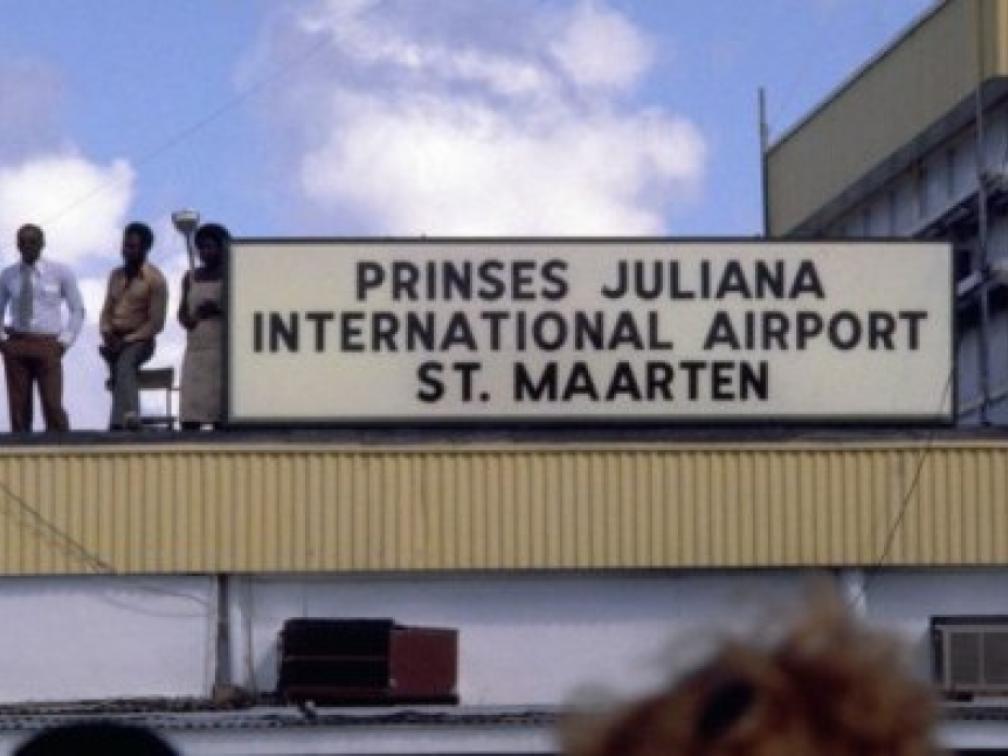 PRINSES JULIANA
INTERNATIONAL AIRPORT
ST. MAARTEN